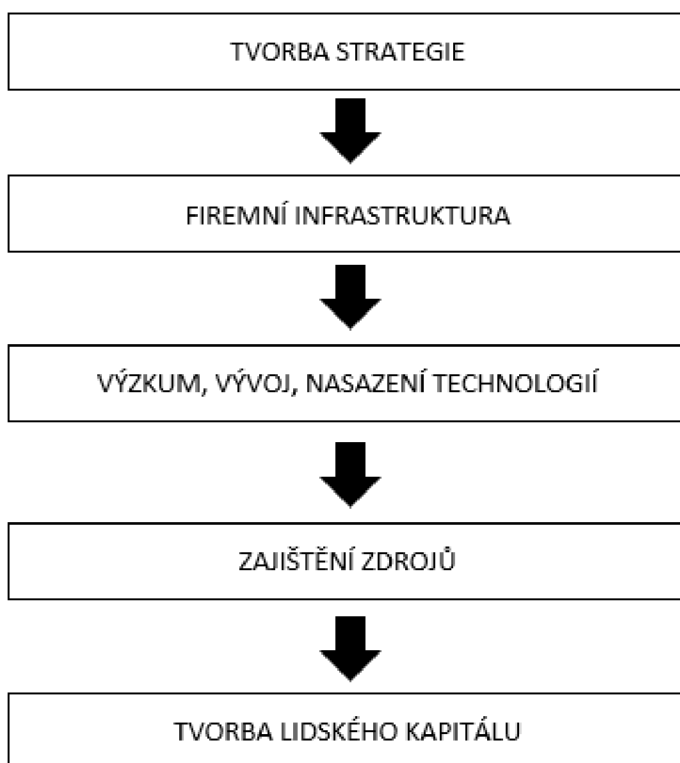 TVORBA STRATEGIE
FIREMNÍ INFRASTRUKTURA
VÝZKUM, VÝVOJ, NASAZENÍ TECHNOLOGIÍ
ZAJIŠTĚNÍ ZDROJŮ
TVORBA LIDSKÉHO KAPITÁLU